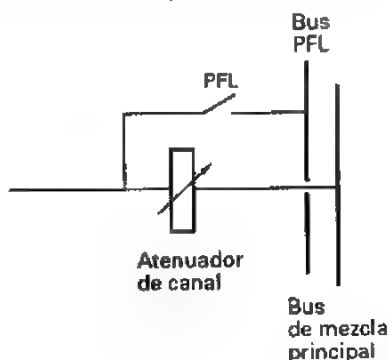 Bus
PFL
PFL
Atenuador
de canal
Bus
de mezcla
principal